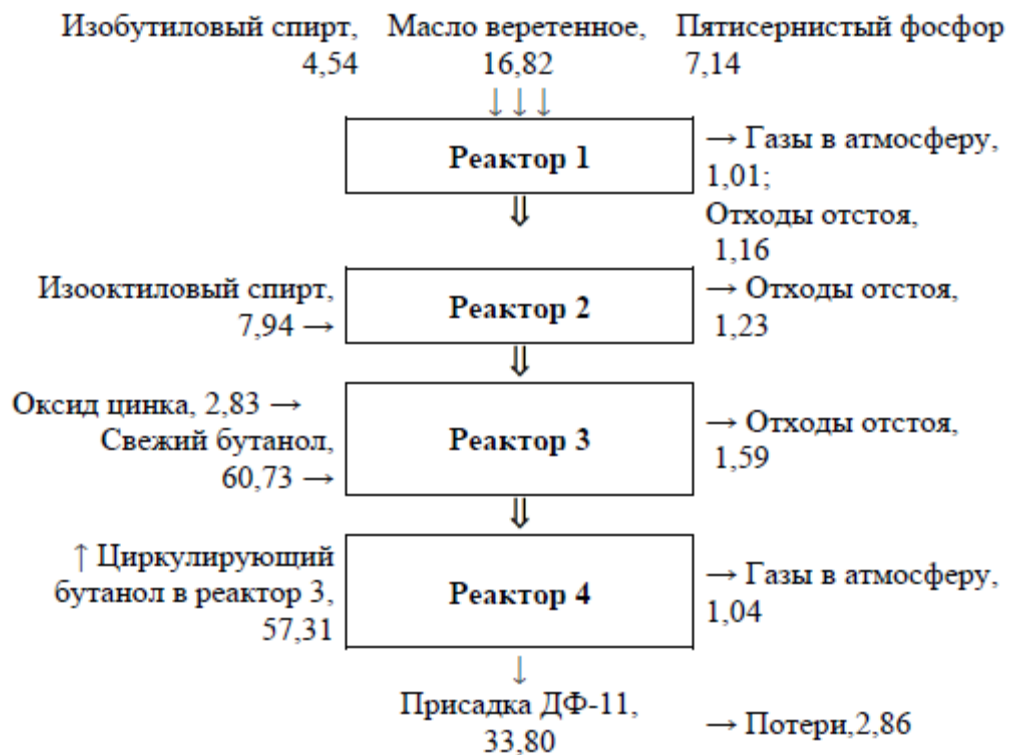 Изобутиловый спирт, Масло веретенное, Пятисернистый фосфор
4,54 16,82 7,14
↓↓↓
Реактор 1
→ Газы в атмосферу,
1,01;
⇓
Отходы отстоя,
1,16
Изооктиловый спирт,
7,94 →
Реактор 2
→ Отходы отстоя,
1,23
⇓
Оксид цинка, 2,83 →
Свежий бутанол,
60,73 →
Реактор 3
→ Отходы отстоя,
1,59
⇓
↑ Циркулирующий
бутанол в реактор 3,
57,31
Реактор 4
→ Газы в атмосферу,
1,04
↓
Присадка ДФ-11,
33,80
→ Потери,2,86